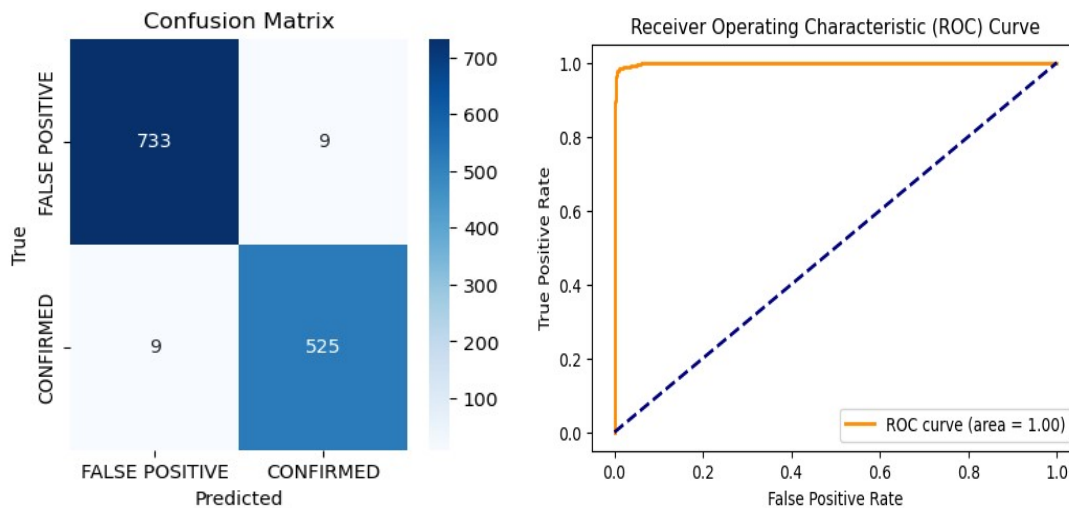 Confusion Matrix
FALSE POSITIVE
CONFIRMED
True
733
9
9
525
FALSE POSITIVE
CONFIRMED
Predicted
700
600
500
400
300
200
100
Receiver Operating Characteristic (ROC) Curve
True Positive Rate
1.0
0.8
0.6
0.4
0.2
0.0
ROC curve (area = 1.00)
0.0
0.2
0.4
0.6
0.8
1.0
False Positive Rate